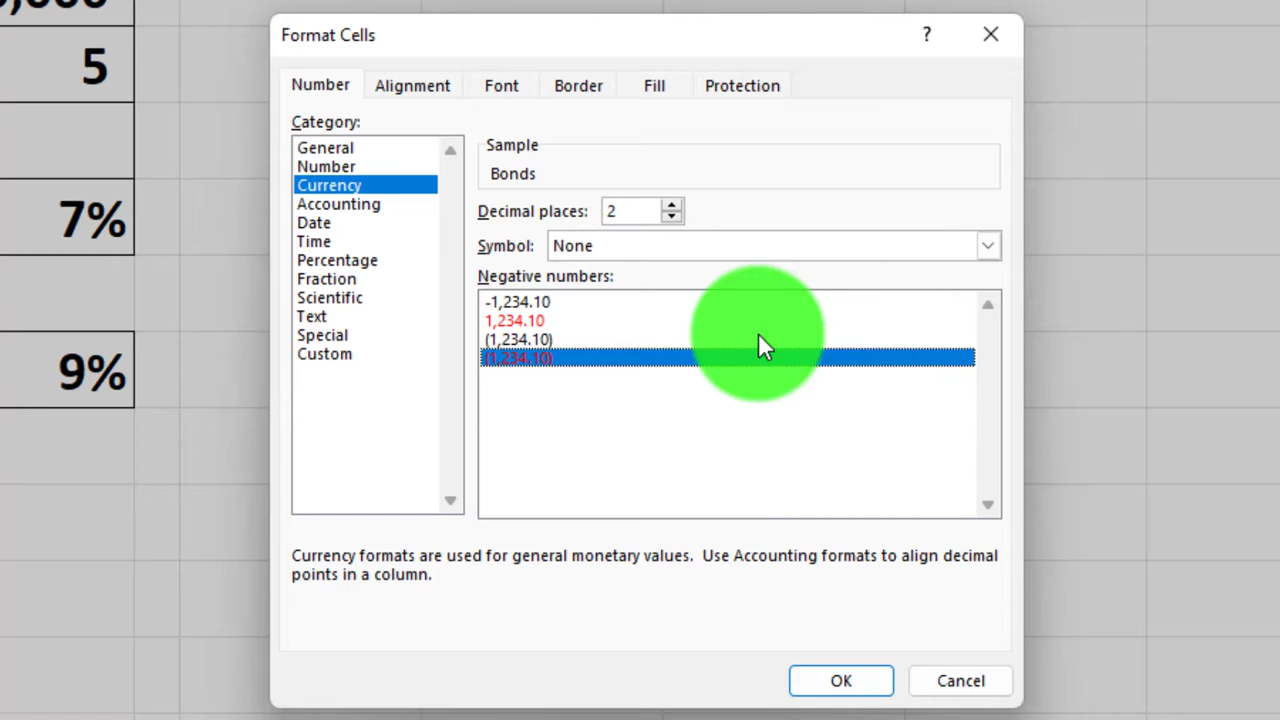 Format Cells
?
5
Number Alignment Font Border Fill Protection
Category:
General
Number
Currency
Accounting
Date
Time
Percentage
Fraction
Scientific
Text
Special
Custom
Sample
Bonds
Decimal places: 2
Symbol: None
Negative numbers:
-1,234.10
1,234.10
(1,234.10)
(1,234.10)
7%
9%
Currency formats are used for general monetary values.  Use Accounting formats to align decimal
points in a column.
OK Cancel